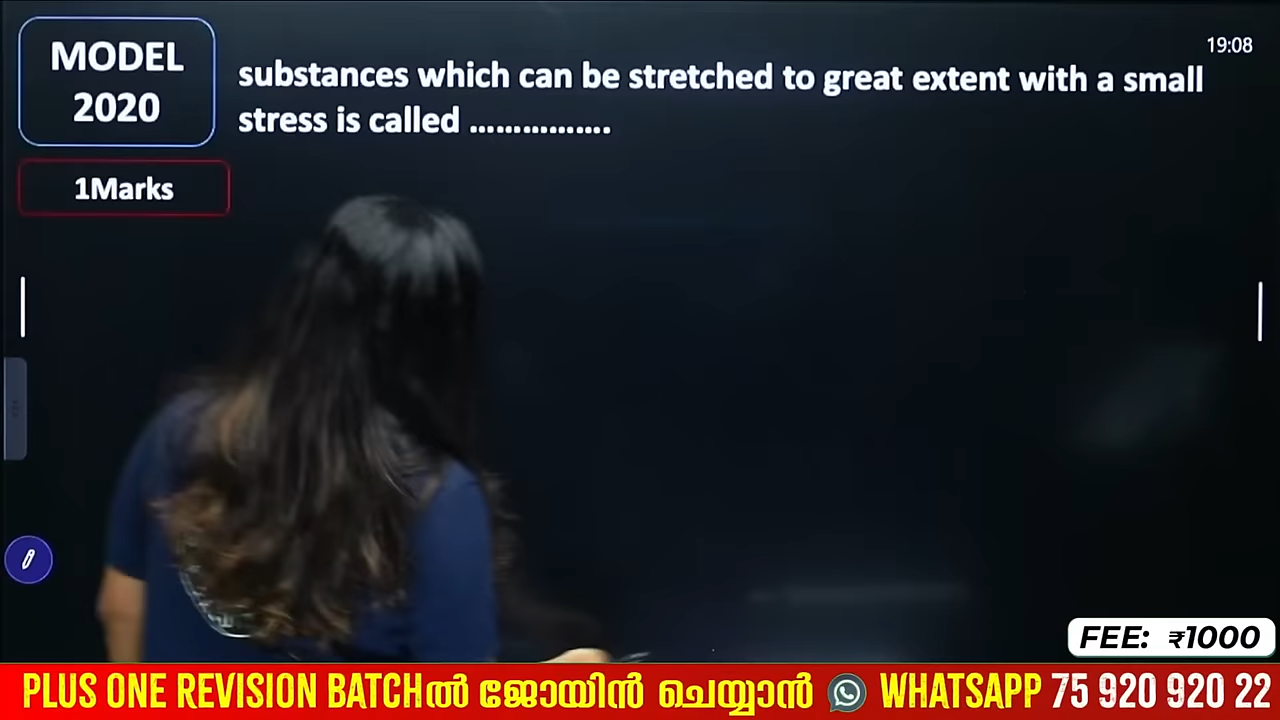 MODEL
2020
substances which can be stretched to great extent with a small
stress is called ................
19:08
1Marks
FEE: ₹1000
PLUS ONE REVISION BATCHൽ ജോയിൻ ചെയ്യാൻ WHATSAPP 75 920 920 22